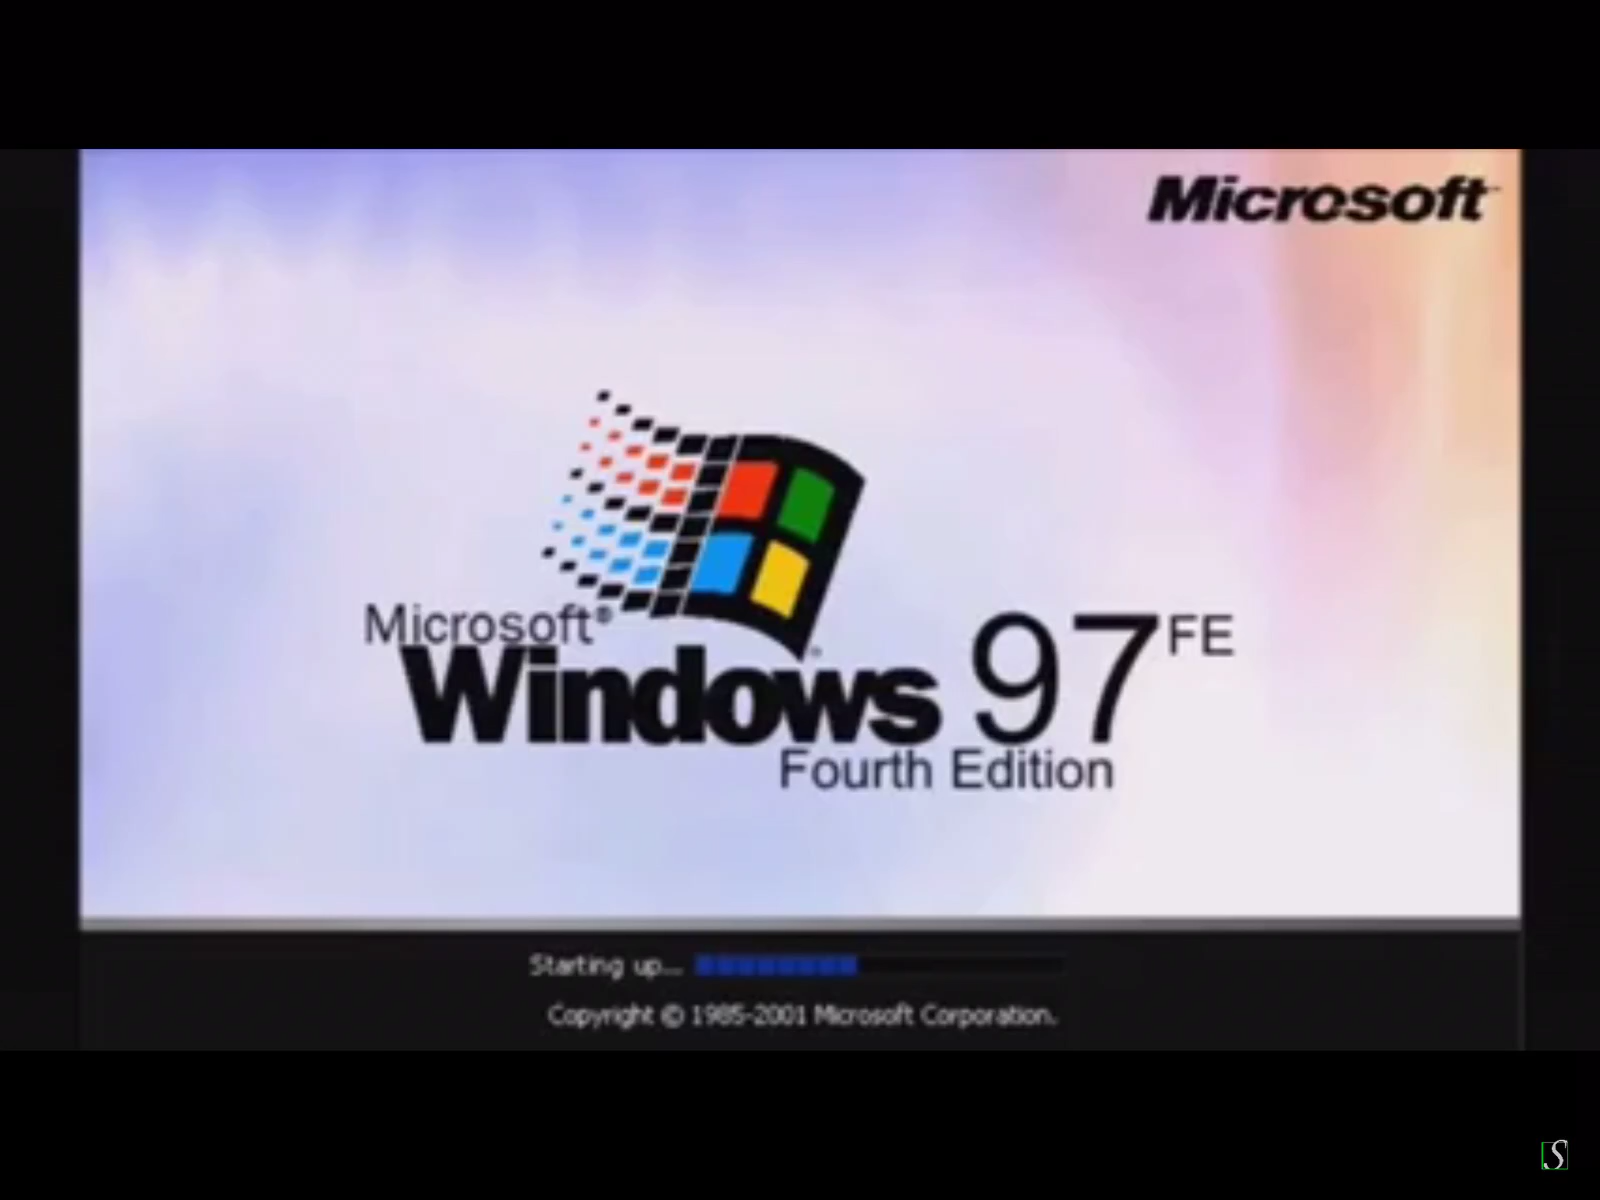 Microsoft
Microsoft®
Windows 97 FE
Fourth Edition
Starting up...
Copyright © 1985-2001 Microsoft Corporation.
S